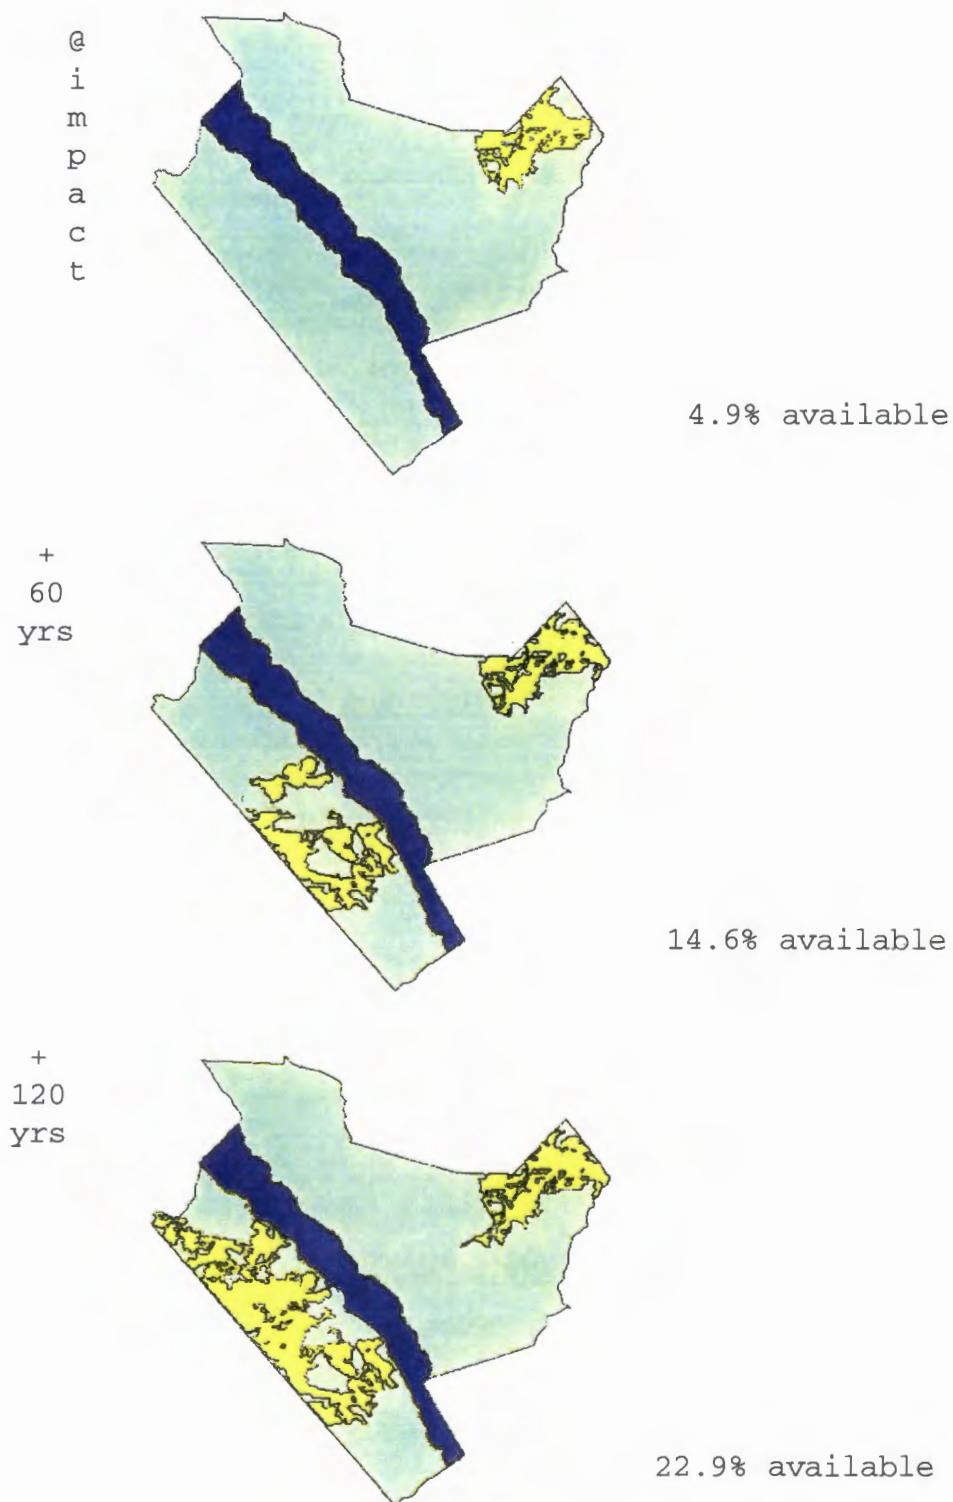 @
i
m
p
a
c
t
4.9% available
+
60
yrs
14.6% available
+
120
yrs
22.9% available